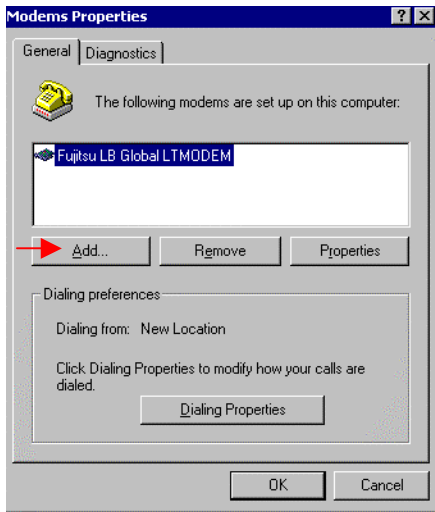 Modems Properties
General
Diagnostics
The following modems are set up on this computer:
Fujitsu LB Global LTMODEM
Add...
Remove
Properties
Dialing preferences
Dialing from: New Location
Click Dialing Properties to modify how your calls are
dialed.
Dialing Properties
OK
Cancel